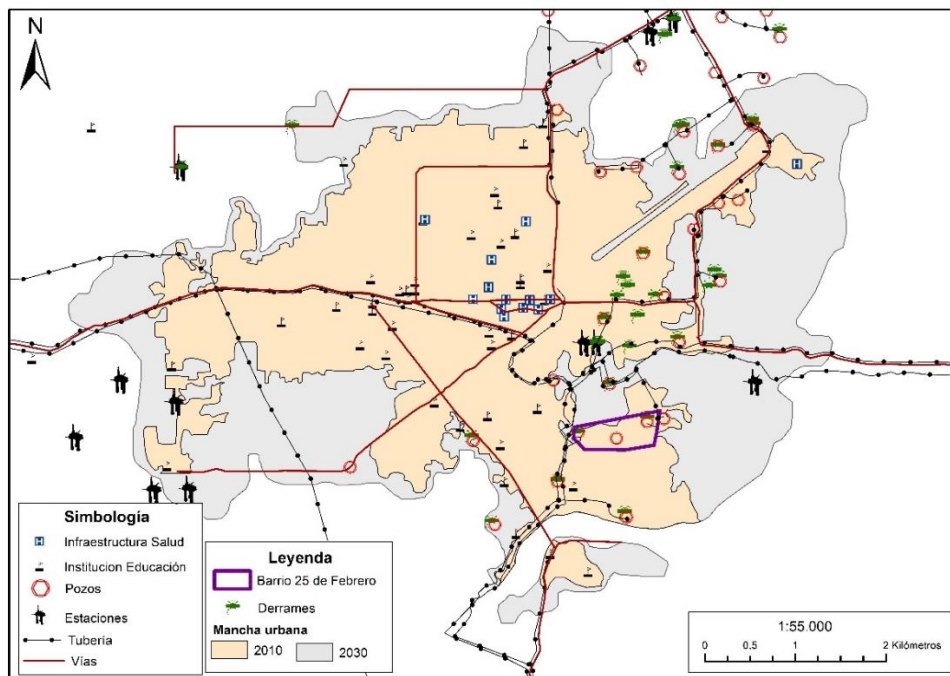 N
Simbología
Infraestructura Salud
Institucion Educación
Pozos
Estaciones
Tubería
Vías
Leyenda
Barrio 25 de Febrero
Derrames
Mancha urbana
2010
2030
1:55.000
0 0.5 1 2 Kilómetros